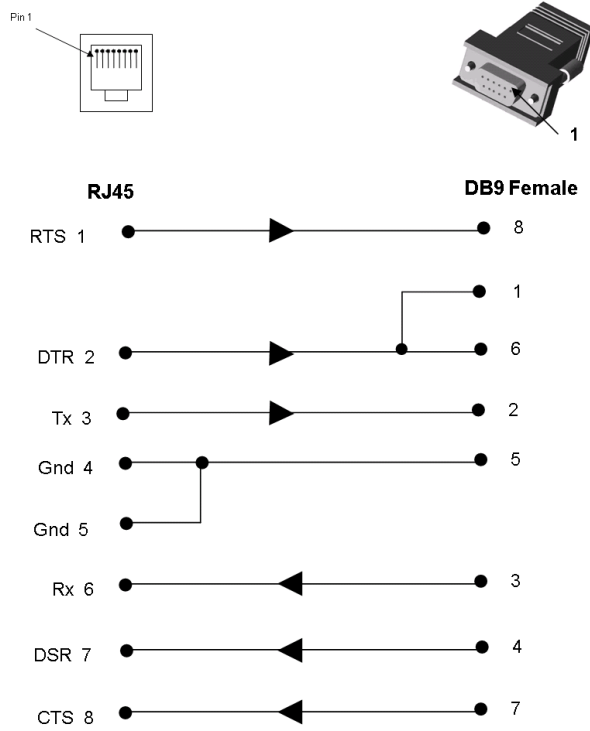 Pin 1
1
RJ45
DB9 Female
RTS 1
8
1
DTR 2
6
Tx 3
2
Gnd 4
5
Gnd 5
Rx 6
3
DSR 7
4
CTS 8
7